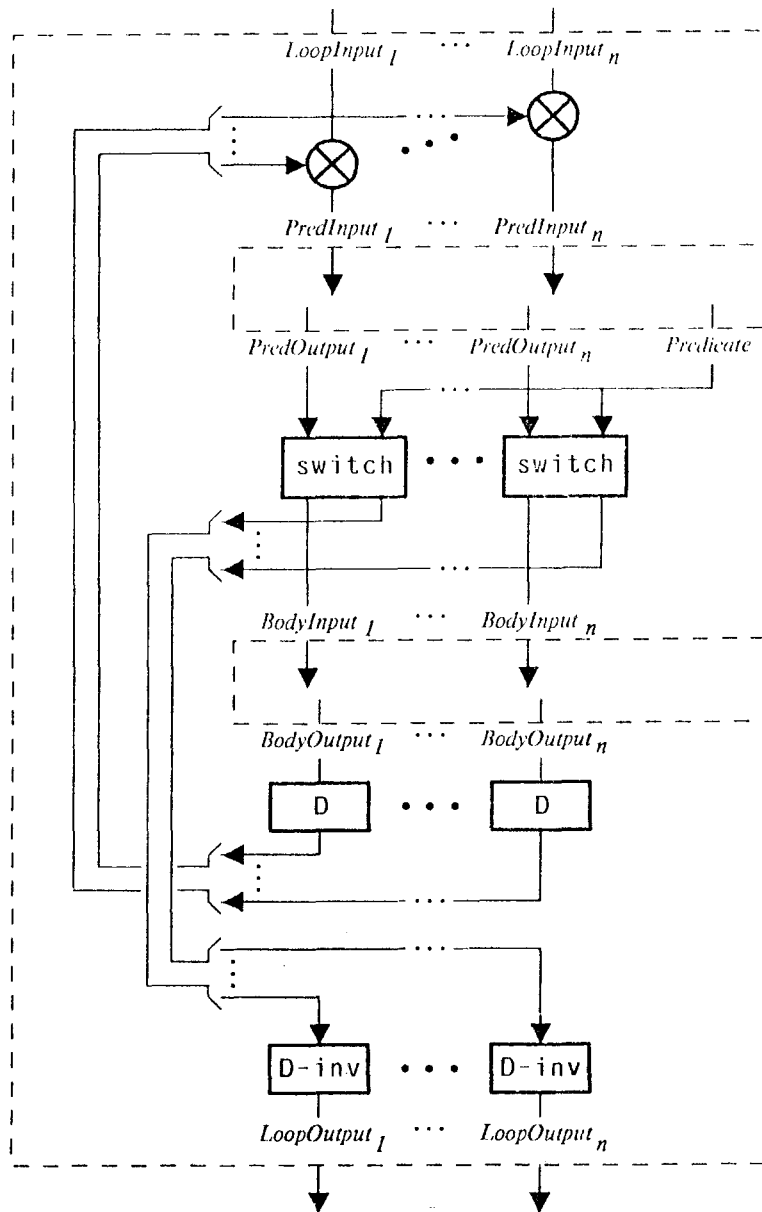 LoopInput 1 ... LoopInput n
...
PredInput 1 ... PredInput n
PredOutput 1 ... PredOutput n Predicate
...
switch • • • switch
...
BodyInput 1 ... BodyInput n
BodyOutput 1 ... BodyOutput n
D • • • D
...
...
D-inv • • • D-inv
LoopOutput 1 ... LoopOutput n